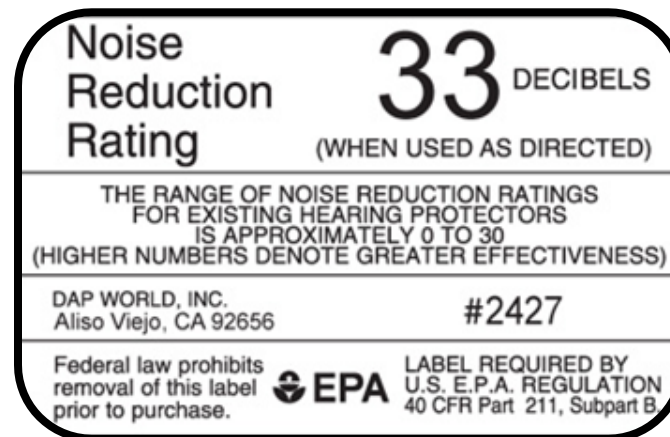 Noise
Reduction
Rating
33 DECIBELS
(WHEN USED AS DIRECTED)
THE RANGE OF NOISE REDUCTION RATINGS
FOR EXISTING HEARING PROTECTORS
IS APPROXIMATELY 0 TO 30
(HIGHER NUMBERS DENOTE GREATER EFFECTIVENESS)
DAP WORLD, INC.
Aliso Viejo, CA 92656
#2427
Federal law prohibits
removal of this label
prior to purchase.
EPA
LABEL REQUIRED BY
U.S. E.P.A. REGULATION
40 CFR Part 211, Subpart B.